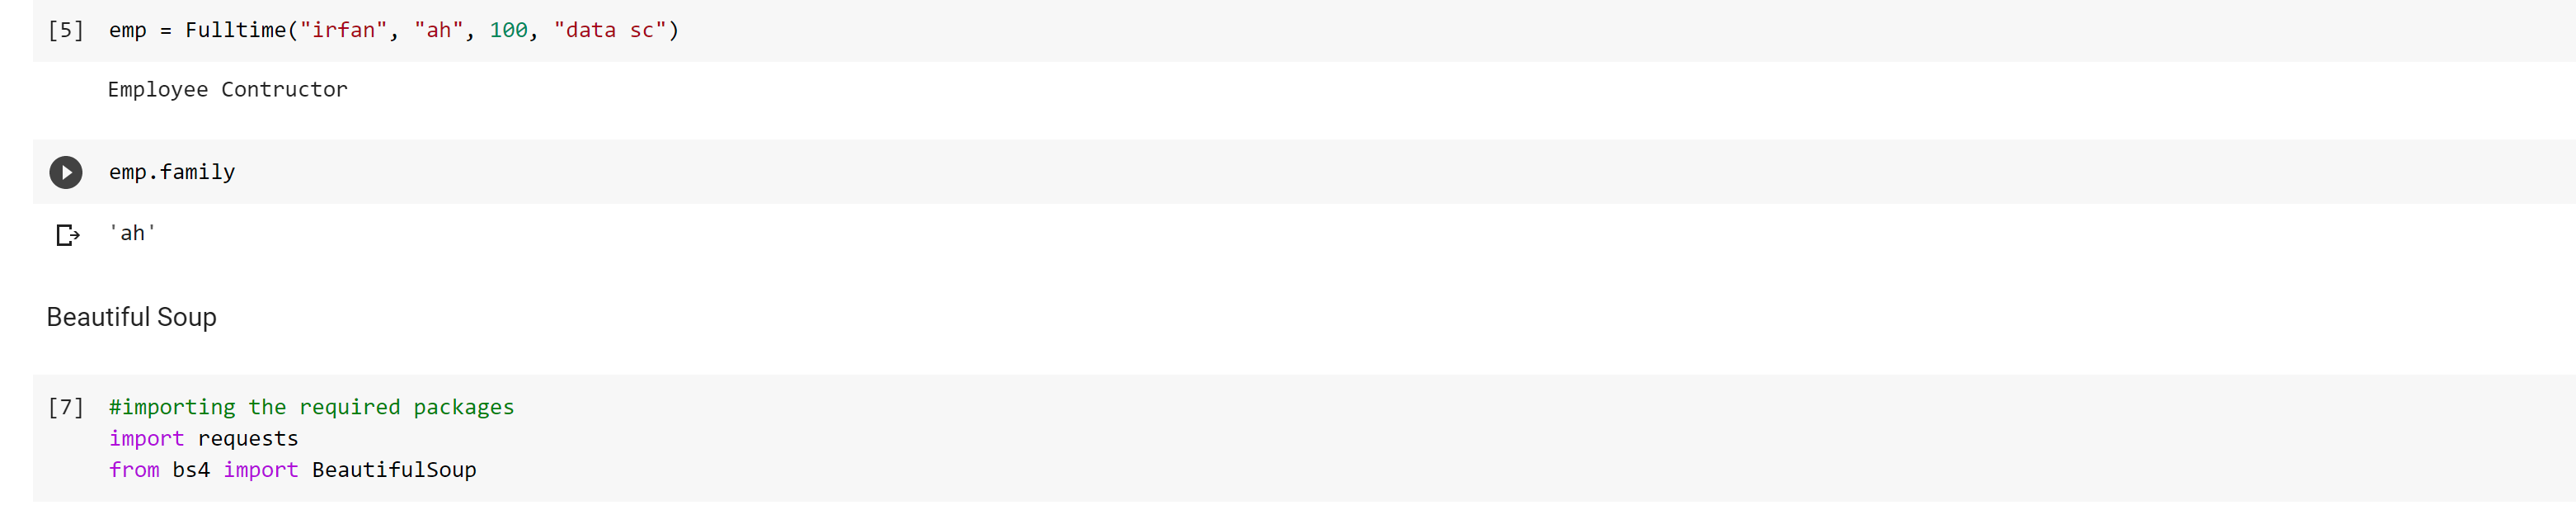 [5] emp = Fulltime("irfan", "ah", 100, "data sc")
Employee Contructor
emp.family
'ah'
Beautiful Soup
[7] #importing the required packages
import requests
from bs4 import BeautifulSoup